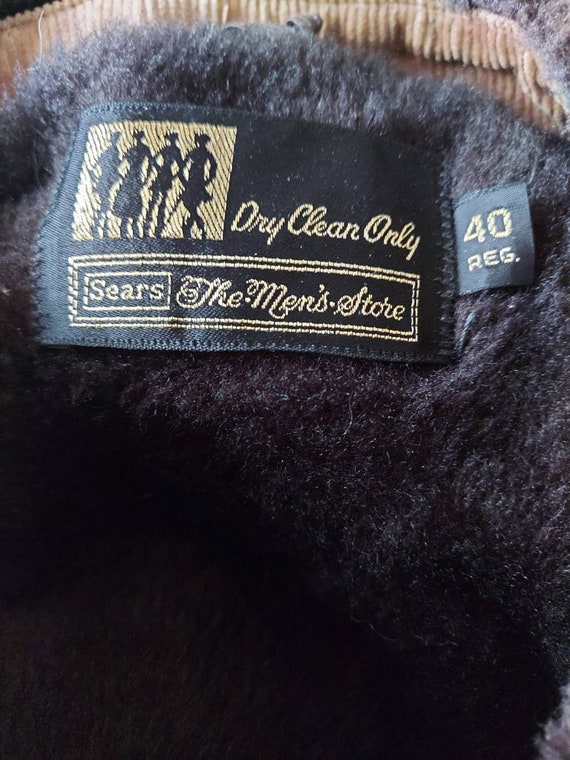 Dry Clean Only
Sears The Men's Store
40
REG.